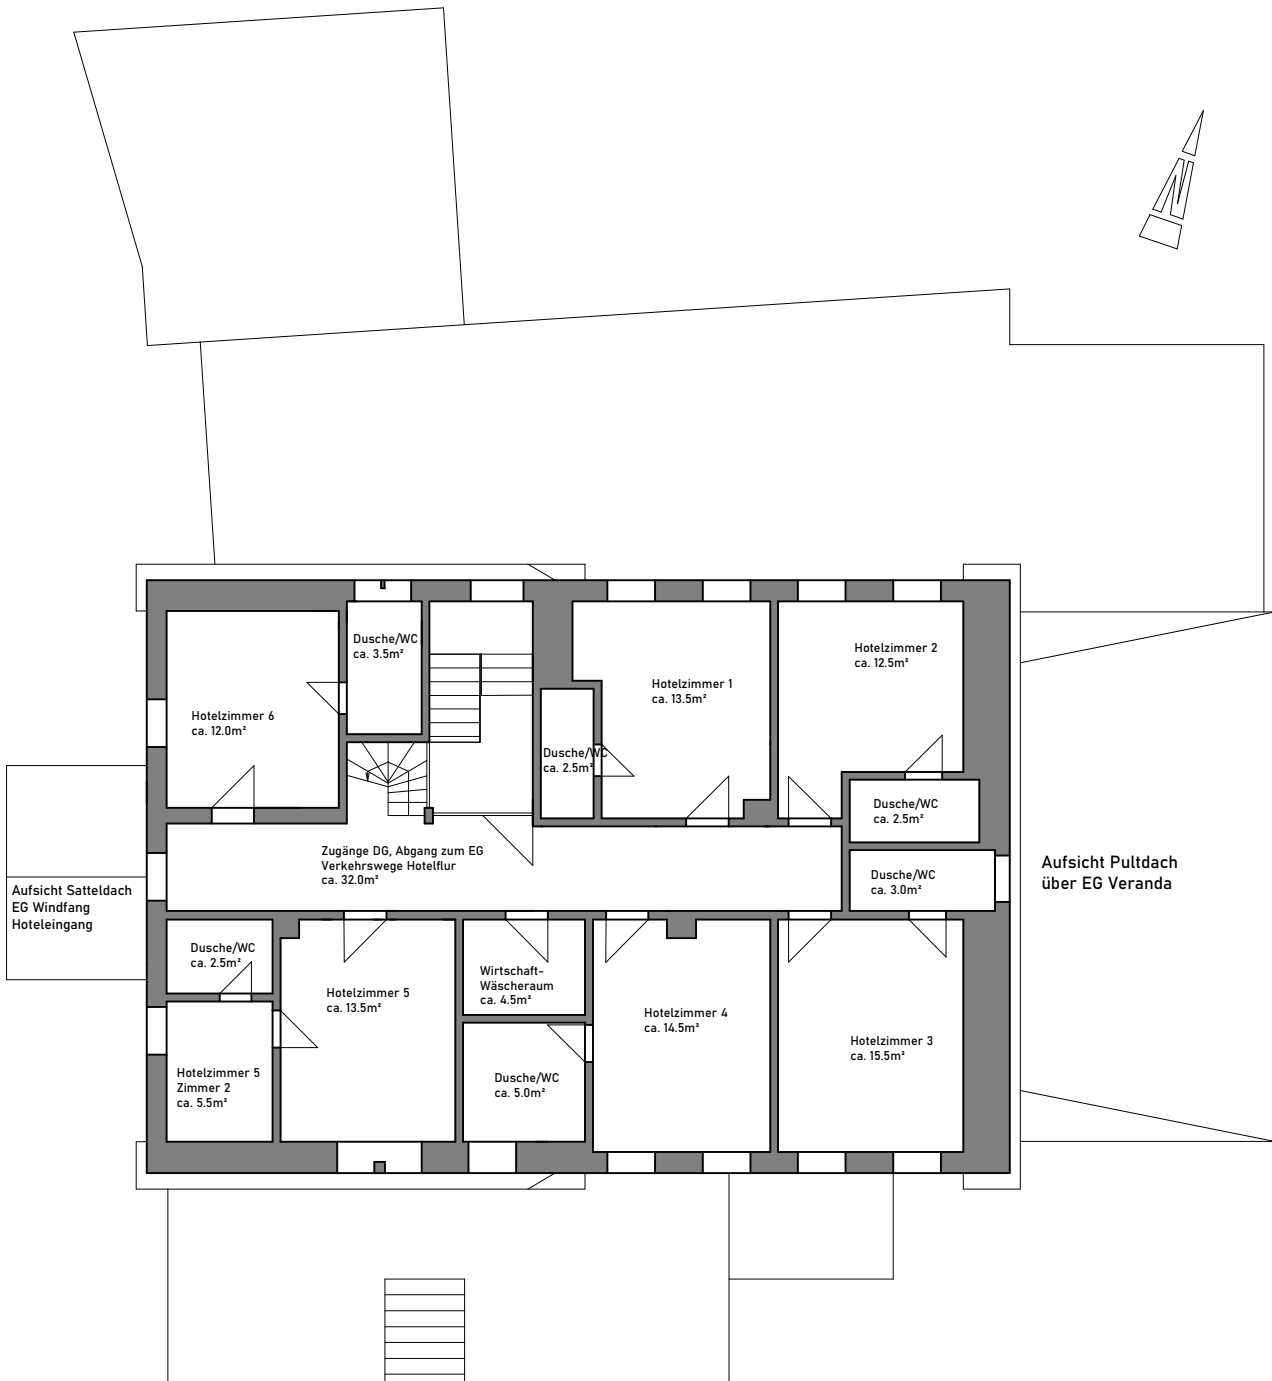 N
Dusche/WC
ca. 3.5m²
Hotelzimmer 6
ca. 12.0m²
Hotelzimmer 1
ca. 13.5m²
Hotelzimmer 2
ca. 12.5m²
Dusche/WC
ca. 2.5m²
Dusche/WC
ca. 2.5m²
Zugänge DG, Abgang zum EG
Verkehrswege Hotelflur
ca. 32.0m²
Dusche/WC
ca. 3.0m²
Aufsicht Pultdach
über EG Veranda
Aufsicht Satteldach
EG Windfang
Hoteleingang
Dusche/WC
ca. 2.5m²
Hotelzimmer 5
ca. 13.5m²
Wirtschaft-
Wäscheraum
ca. 4.5m²
Hotelzimmer 4
ca. 14.5m²
Hotelzimmer 3
ca. 15.5m²
Hotelzimmer 5
Zimmer 2
ca. 5.5m²
Dusche/WC
ca. 5.0m²